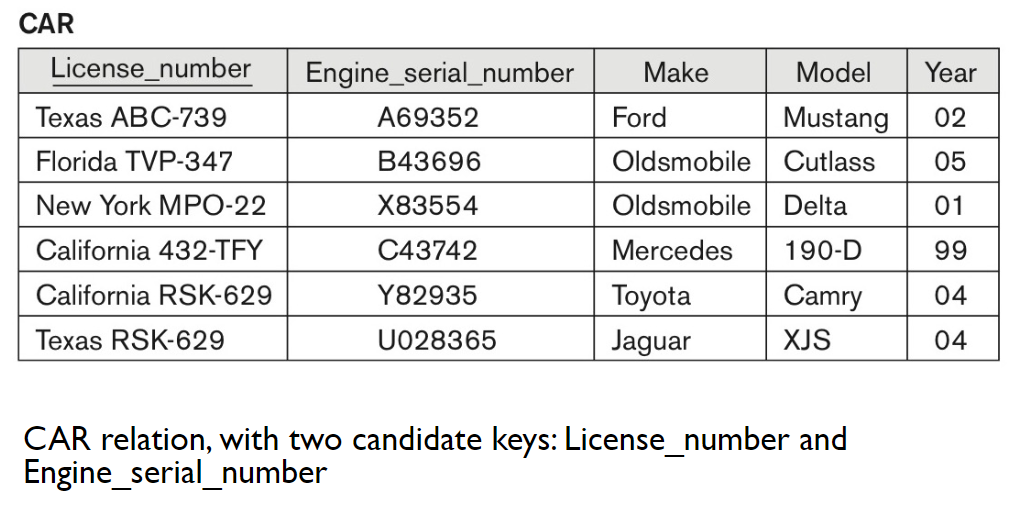 CAR
License_number Engine_serial_number Make Model Year
Texas ABC-739 A69352 Ford Mustang 02
Florida TVP-347 B43696 Oldsmobile Cutlass 05
New York MPO-22 X83554 Oldsmobile Delta 01
California 432-TFY C43742 Mercedes 190-D 99
California RSK-629 Y82935 Toyota Camry 04
Texas RSK-629 U028365 Jaguar XJS 04
CAR relation, with two candidate keys: License_number and
Engine_serial_number